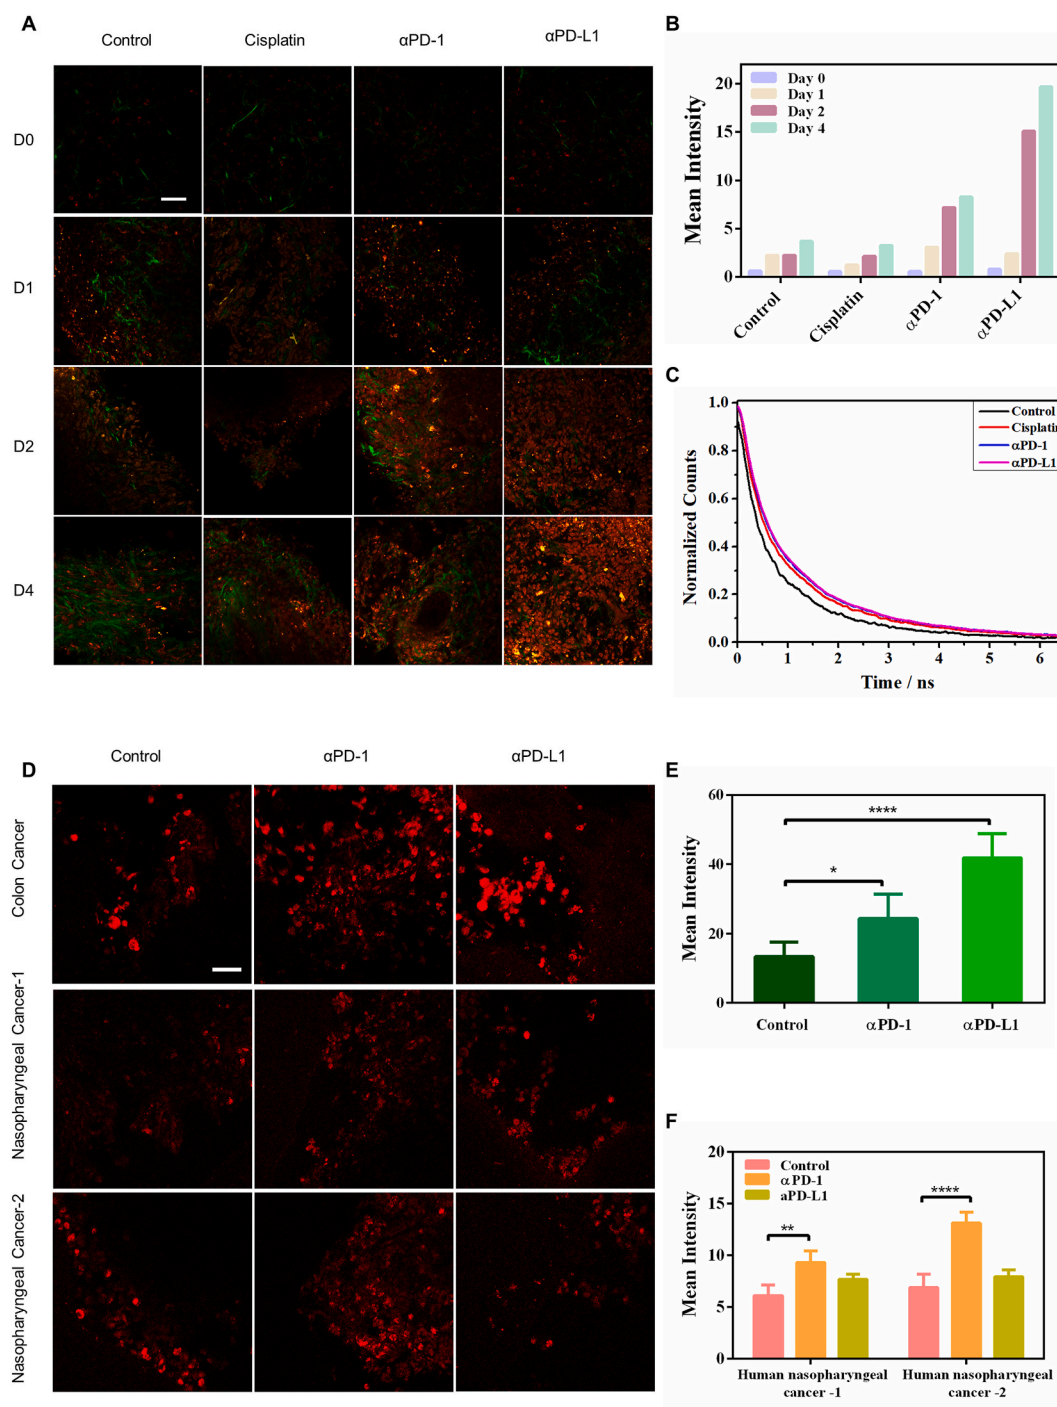 A
Control
Cisplatin
αPD-1
αPD-L1
D0
D1
D2
D4
B
Mean Intensity
20
15
10
5
0
Day 0
Day 1
Day 2
Day 4
Control
Cisplatin
αPD-1
αPD-L1
C
Normalized Counts
1.0
0.8
0.6
0.4
0.2
0.0
Control
Cisplatin
αPD-1
αPD-L1
0 1 2 3 4 5 6
Time / ns
D
Control
αPD-1
αPD-L1
Colon Cancer
Nasopharyngeal Cancer-1
Nasopharyngeal Cancer-2
E
Mean Intensity
60
40
20
0
****
*
Control
αPD-1
αPD-L1
F
Mean Intensity
20
15
10
5
0
Control
αPD-1
aPD-L1
**
****
Human nasopharyngeal
cancer -1
Human nasopharyngeal
cancer -2